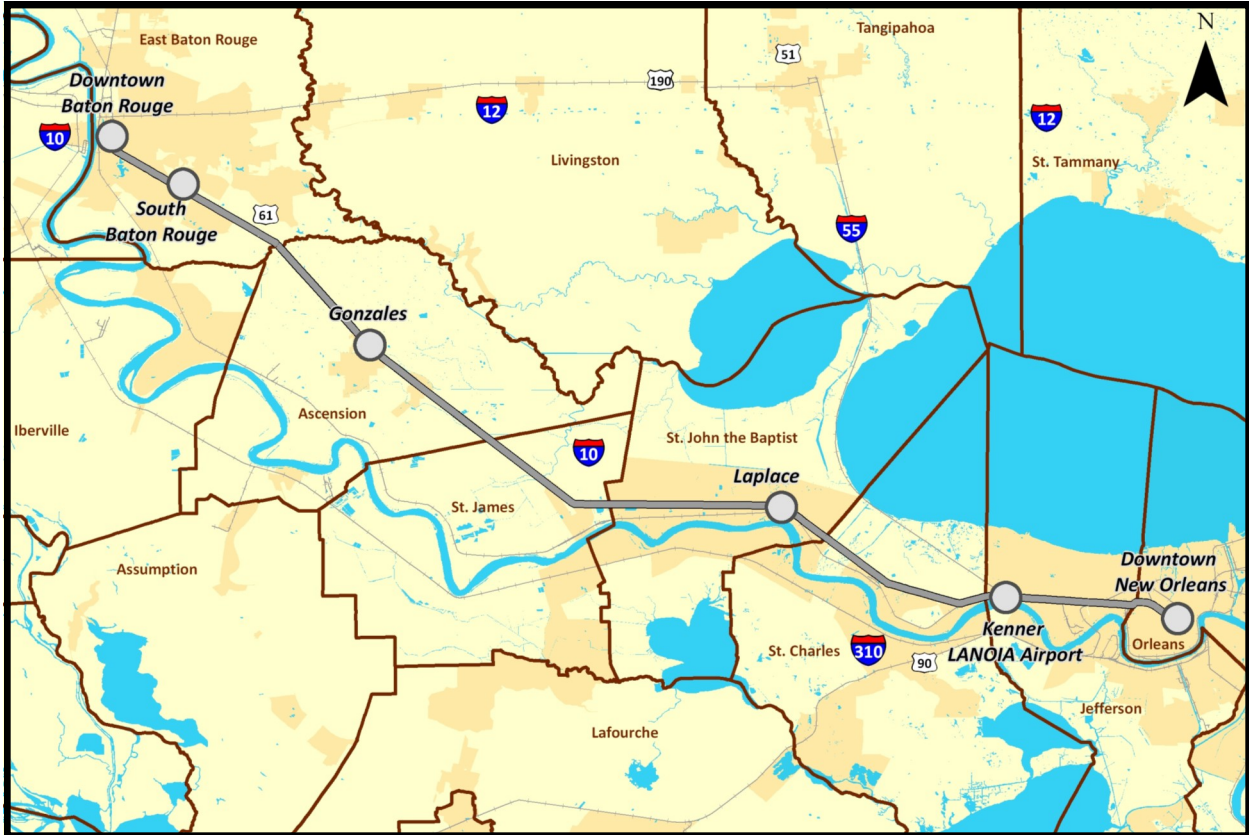 East Baton Rouge
Tangipahoa
N
51
Downtown
Baton Rouge
190
12
12
10
Livingston
St. Tammany
South
Baton Rouge
61
55
Gonzales
Ascension
Iberville
St. John the Baptist
10
Laplace
St. James
Assumption
Downtown
New Orleans
Kenner
LANOIA Airport
St. Charles
310
90
Orleans
Jefferson
Lafourche